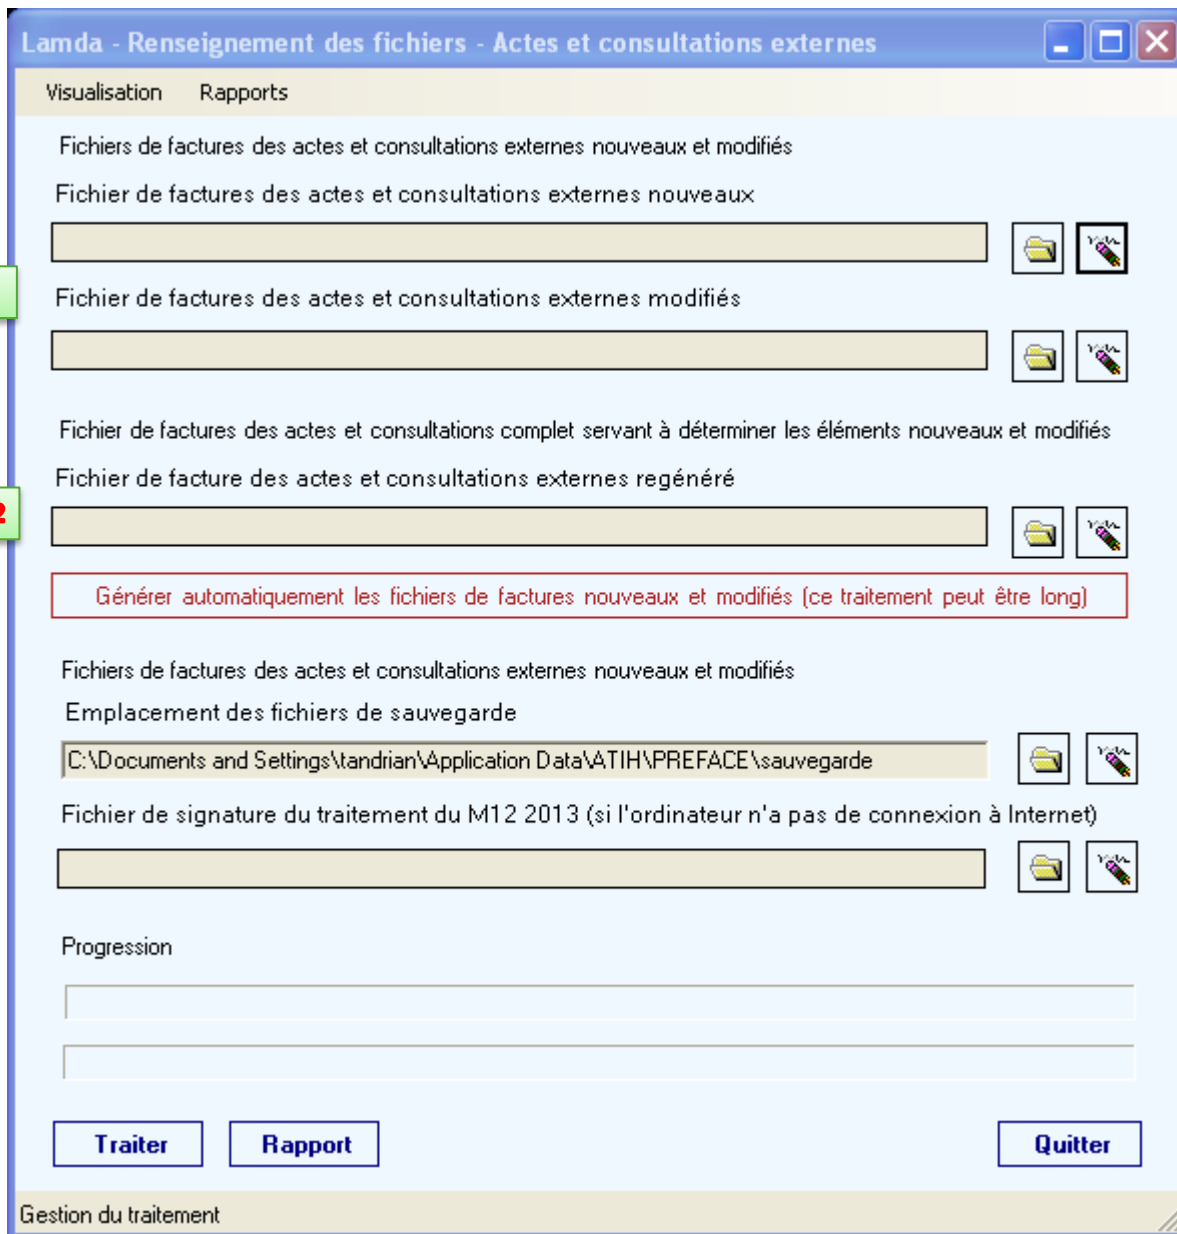 Lamda - Renseignement des fichiers - Actes et consultations externes
Visualisation Rapports
Fichiers de factures des actes et consultations externes nouveaux et modifiés
Fichier de factures des actes et consultations externes nouveaux
Fichier de factures des actes et consultations externes modifiés
Fichier de factures des actes et consultations complet servant à déterminer les éléments nouveaux et modifiés
Fichier de facture des actes et consultations externes regénéré
2
Générer automatiquement les fichiers de factures nouveaux et modifiés (ce traitement peut être long)
Fichiers de factures des actes et consultations externes nouveaux et modifiés
Emplacement des fichiers de sauvegarde
C:\Documents and Settings\tandrian\Application Data\ATIH\PREFACE\sauvegarde
Fichier de signature du traitement du M12 2013 (si l'ordinateur n'a pas de connexion à Internet)
Progression
Traiter Rapport Quitter
Gestion du traitement